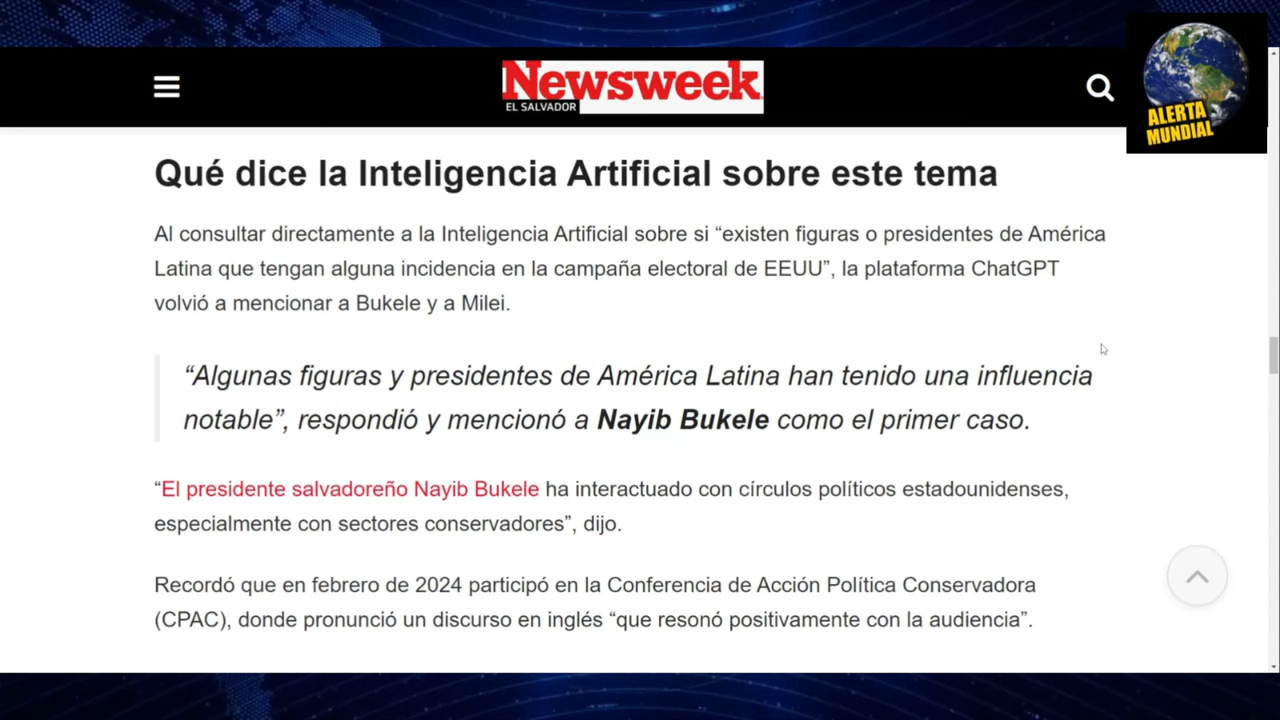 Newsweek
EL SALVADOR
ALERTA
MUNDIAL
Qué dice la Inteligencia Artificial sobre este tema
Al consultar directamente a la Inteligencia Artificial sobre si “existen figuras o presidentes de América
Latina que tengan alguna incidencia en la campaña electoral de EEUU”, la plataforma ChatGPT
volvió a mencionar a Bukele y a Milei.
“Algunas figuras y presidentes de América Latina han tenido una influencia
notable”, respondió y mencionó a Nayib Bukele como el primer caso.
“El presidente salvadoreño Nayib Bukele ha interactuado con círculos políticos estadounidenses,
especialmente con sectores conservadores”, dijo.
Recordó que en febrero de 2024 participó en la Conferencia de Acción Política Conservadora
(CPAC), donde pronunció un discurso en inglés “que resonó positivamente con la audiencia”.